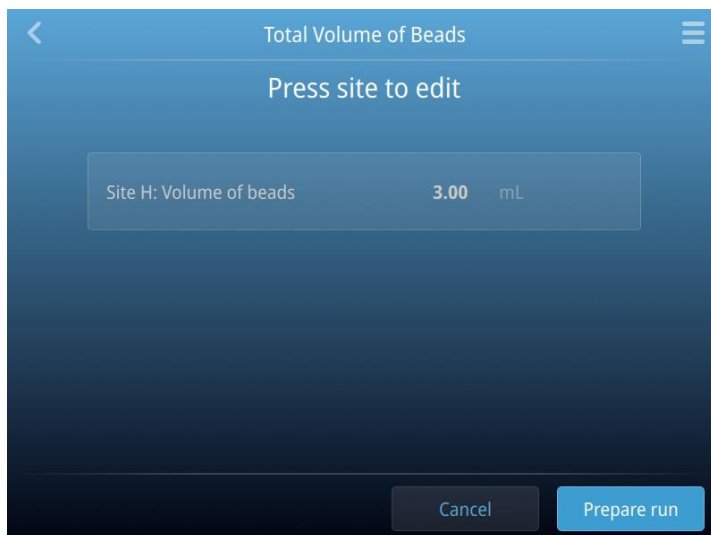 Total Volume of Beads
Press site to edit
Site H: Volume of beads 3.00 mL
Cancel Prepare run